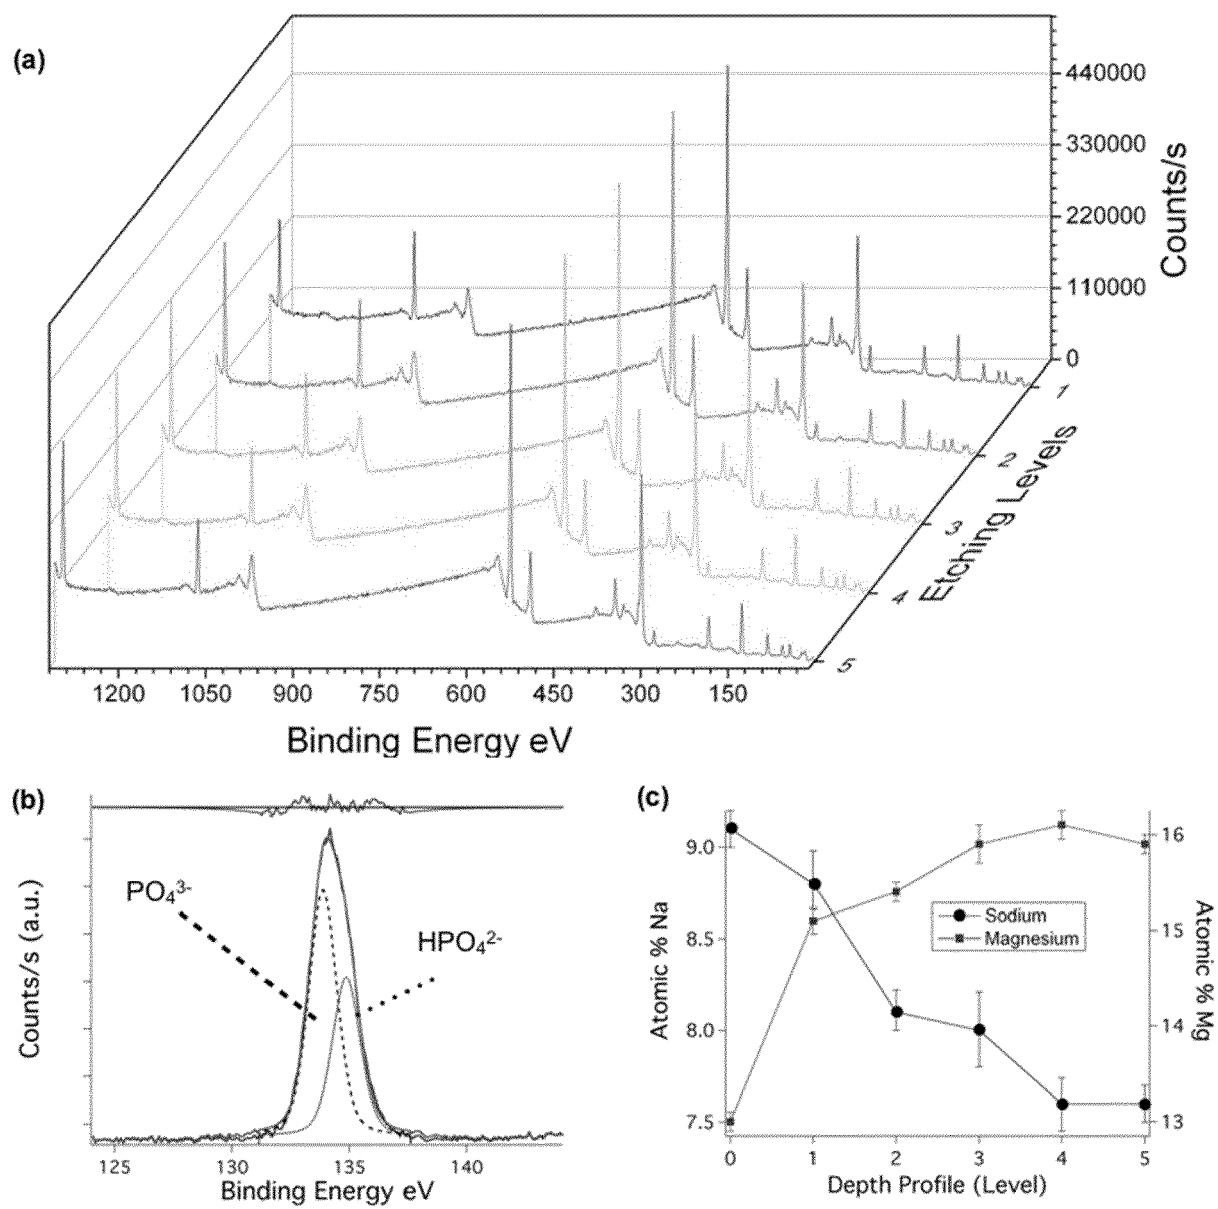 (a)
440000
330000
220000
110000
0
Counts/s
1
2
3
4
5
Etching Levels
1200 1050 900 750 600 450 300 150
Binding Energy eV
(b)
PO₄³⁻
HPO₄²⁻
Counts/s (a.u.)
125 130 135 140
Binding Energy eV
(c)
9.0
8.5
8.0
7.5
Atomic % Na
Sodium
Magnesium
16
15
14
13
Atomic % Mg
0 1 2 3 4 5
Depth Profile (Level)